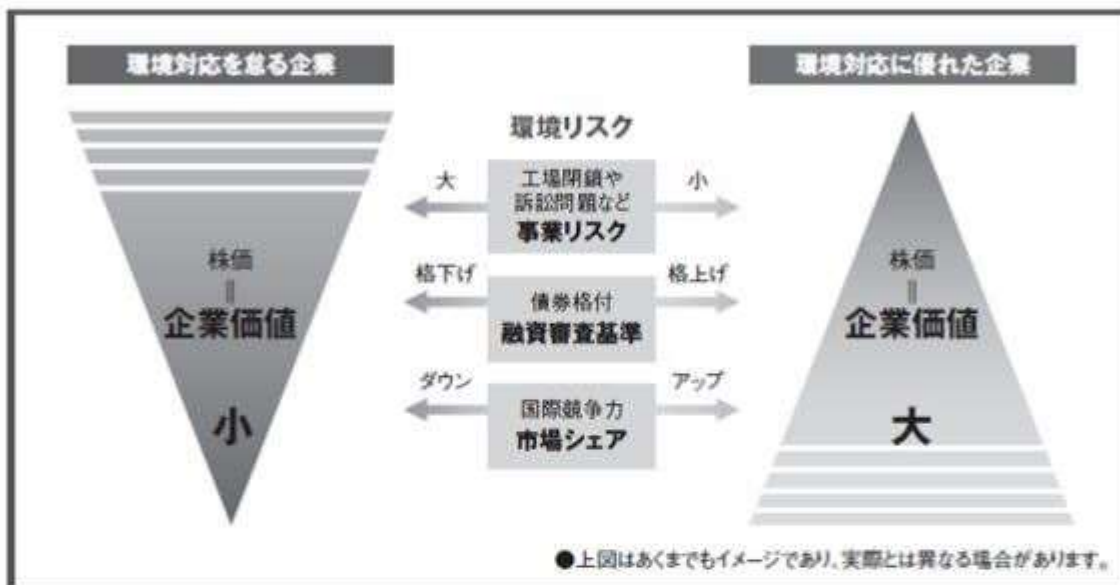 環境対応を怠る企業
環境対応に優れた企業
環境リスク
大
工場閉鎖や
訴訟問題など
事業リスク
小
格下げ
債券格付
融資審査基準
格上げ
ダウン
国際競争力
市場シェア
アップ
株価
||
企業価値
小
株価
||
企業価値
大
●上図はあくまでもイメージであり、実際とは異なる場合があります。